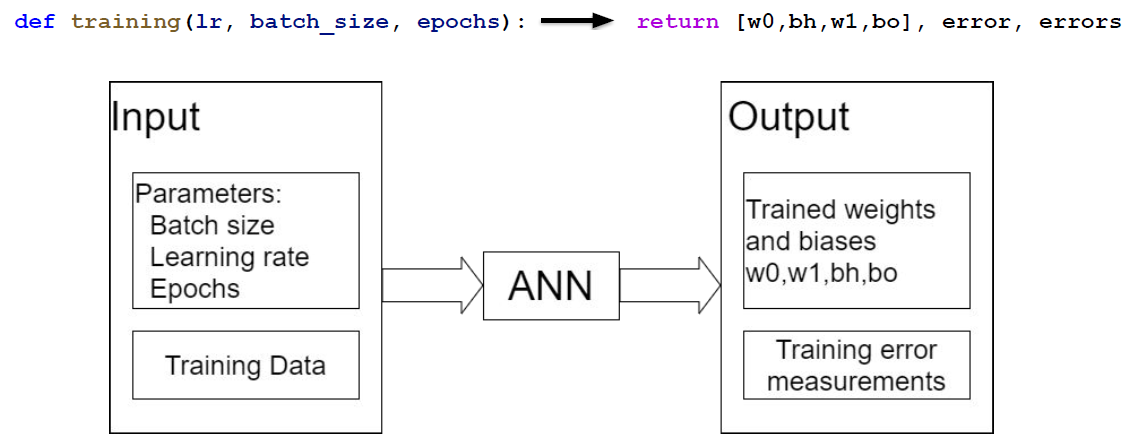 def training(lr, batch_size, epochs):
return [w0,bh,w1,bo], error, errors
Input
Parameters:
Batch size
Learning rate
Epochs
Training Data
ANN
Output
Trained weights
and biases
w0,w1,bh,bo
Training error
measurements